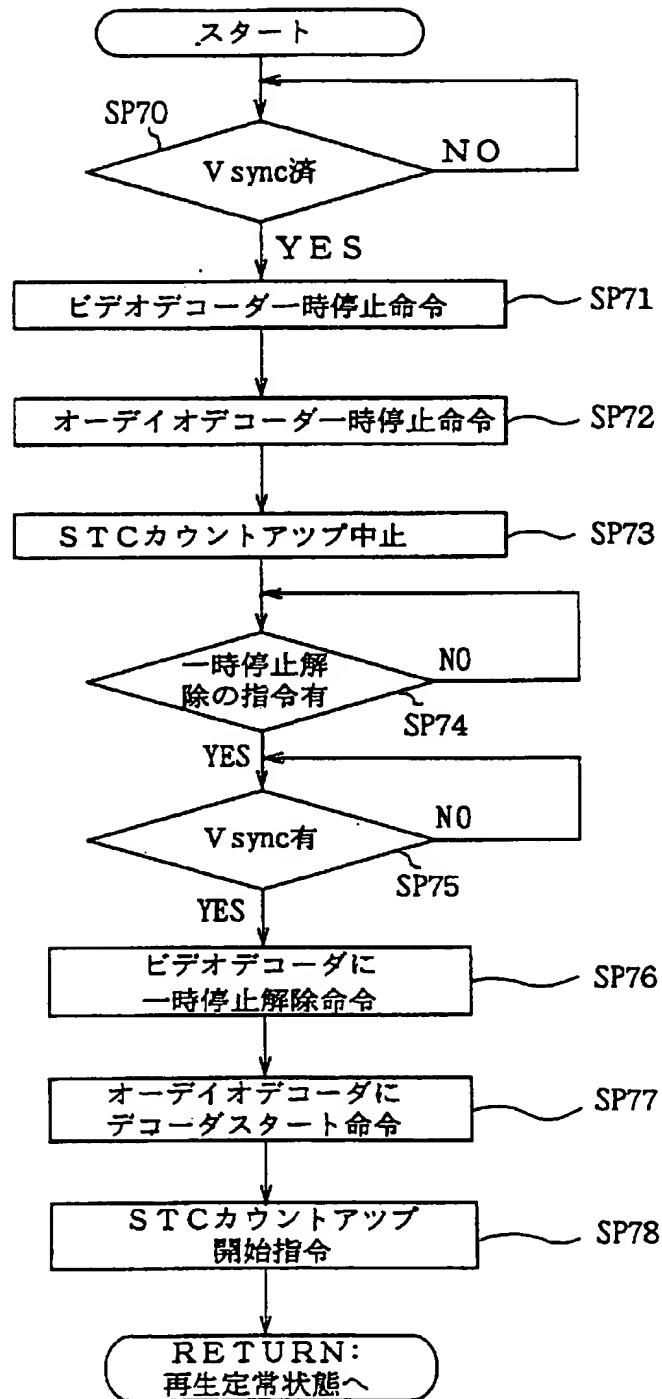 スタート
SP70
V sync済
NO
YES
ビデオデコーダ一時停止命令
SP71
オーデイオデコーダ一時停止命令
SP72
STCカウントアツプ中止
SP73
一時停止解
除の指令有
NO
SP74
YES
V sync有
NO
SP75
YES
ビデオデコーダに
一時停止解除命令
SP76
オーデイオデコーダに
デコーダスタート命令
SP77
STCカウントアツプ
開始指令
SP78
RETURN:
再生定常状態へ